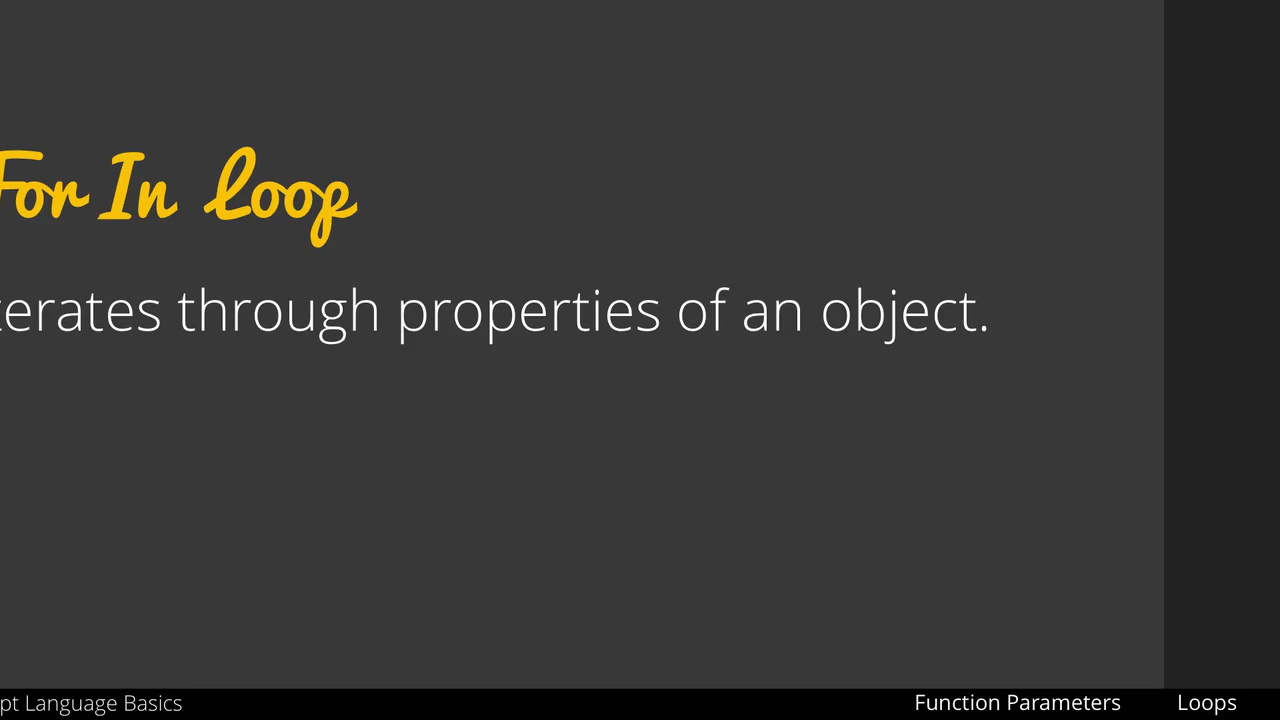 For In Loop
terates through properties of an object.
pt Language Basics
Function Parameters
Loops